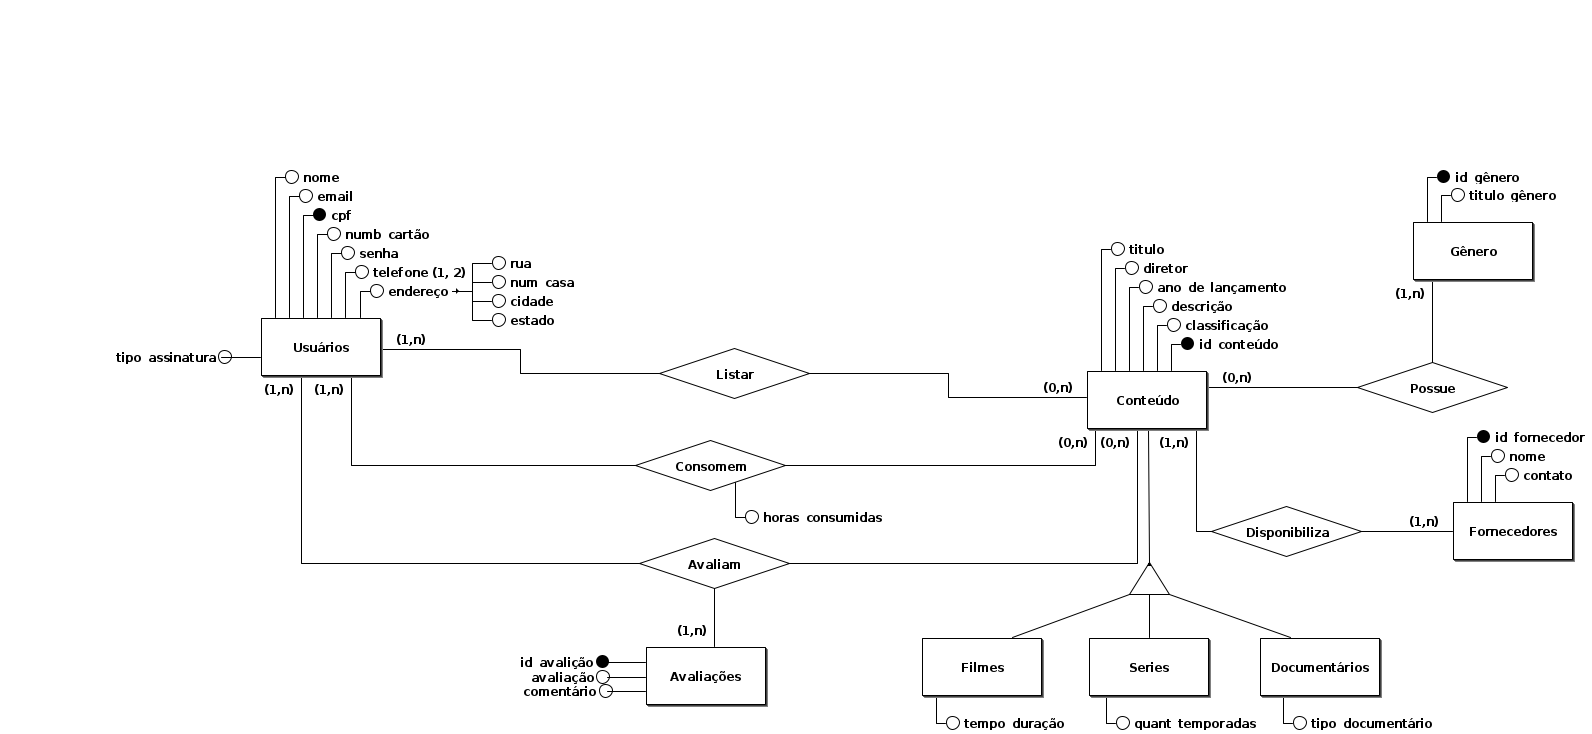 nome
email
cpf
numb cartão
senha
telefone (1, 2)
endereço
rua
num casa
cidade
estado
tipo assinatura
Usuários
(1,n)
(1,n)
(1,n)
Listar
(0,n)
Consomem
horas consumidas
Avaliam
(1,n)
id avalição
avaliação
comentário
Avaliações
titulo
diretor
ano de lançamento
descrição
classificação
id conteúdo
Conteúdo
(0,n)
(0,n)
(0,n)
(1,n)
id gênero
titulo gênero
Gênero
(1,n)
Possue
id fornecedor
nome
contato
Fornecedores
(1,n)
Disponibiliza
Filmes
tempo duração
Series
quant temporadas
Documentários
tipo documentário